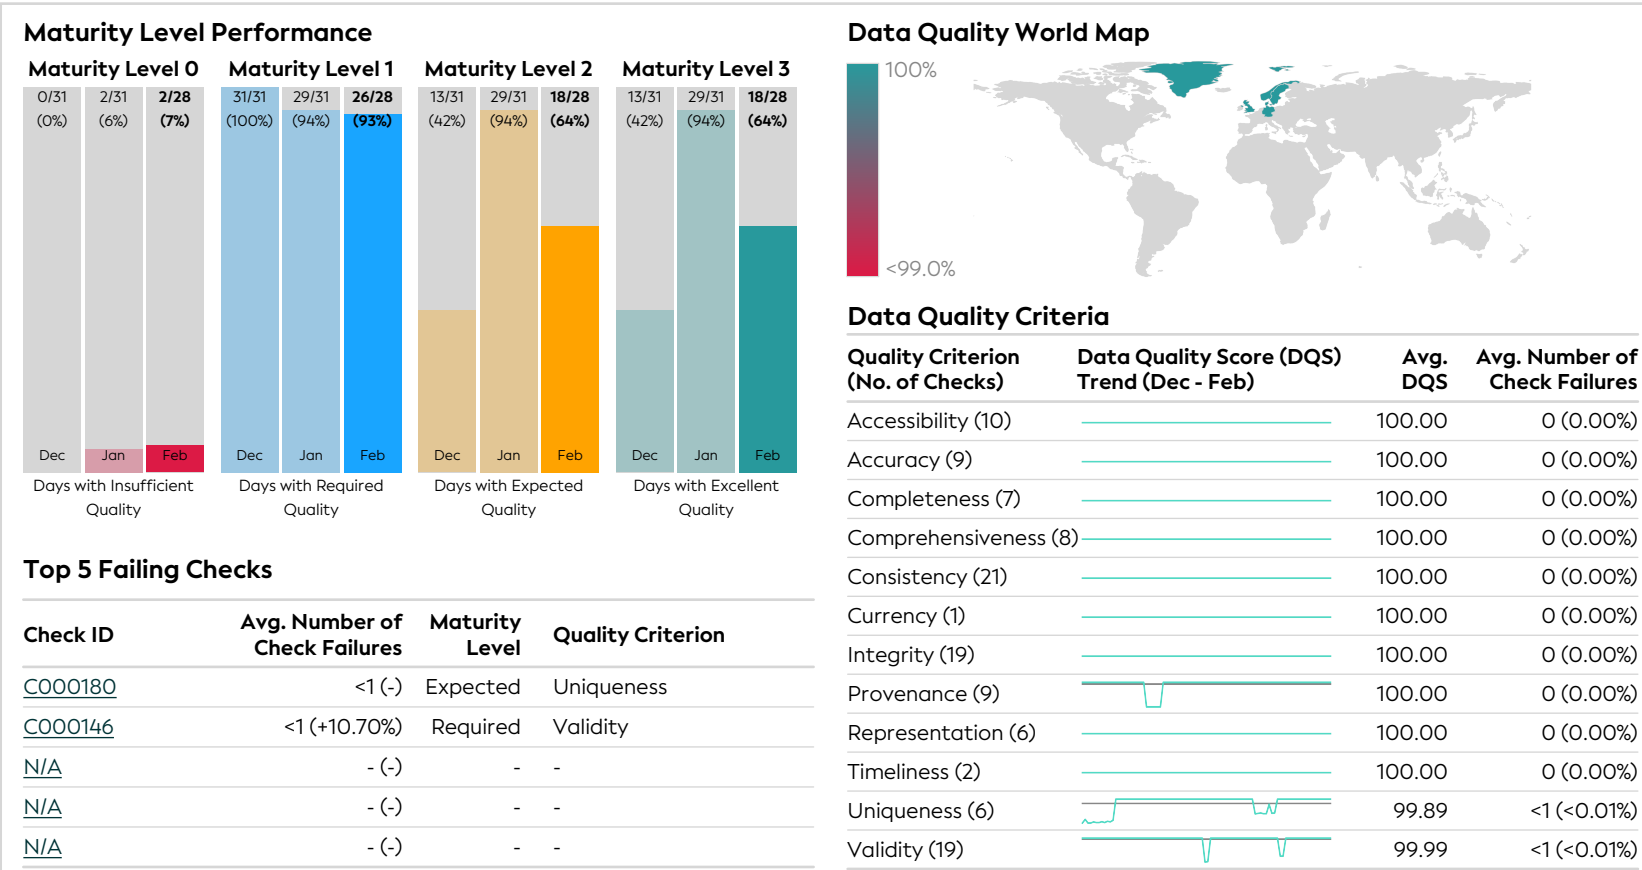 Maturity Level Performance
Maturity Level 0
Maturity Level 1
Maturity Level 2
Maturity Level 3
0/31 2/31 2/28
(0%) (6%) (7%)
31/31 29/31 26/28
(100%) (94%) (93%)
13/31 29/31 18/28
(42%) (94%) (64%)
13/31 29/31 18/28
(42%) (94%) (64%)
Dec Jan Feb
Dec Jan Feb
Dec Jan Feb
Dec Jan Feb
Days with Insufficient
Quality
Days with Required
Quality
Days with Expected
Quality
Days with Excellent
Quality
Top 5 Failing Checks
Check ID
Avg. Number of
Check Failures
Maturity
Level
Quality Criterion
C000180 <1 (-) Expected Uniqueness
C000146 <1 (+10.70%) Required Validity
N/A - (-) - -
N/A - (-) - -
N/A - (-) - -
Data Quality World Map
100%
<99.0%
Data Quality Criteria
Quality Criterion
(No. of Checks)
Data Quality Score (DQS)
Trend (Dec - Feb)
Avg.
DQS
Avg. Number of
Check Failures
Accessibility (10) 100.00 0 (0.00%)
Accuracy (9) 100.00 0 (0.00%)
Completeness (7) 100.00 0 (0.00%)
Comprehensiveness (8) 100.00 0 (0.00%)
Consistency (21) 100.00 0 (0.00%)
Currency (1) 100.00 0 (0.00%)
Integrity (19) 100.00 0 (0.00%)
Provenance (9) 100.00 0 (0.00%)
Representation (6) 100.00 0 (0.00%)
Timeliness (2) 100.00 0 (0.00%)
Uniqueness (6) 99.89 <1 (<0.01%)
Validity (19) 99.99 <1 (<0.01%)